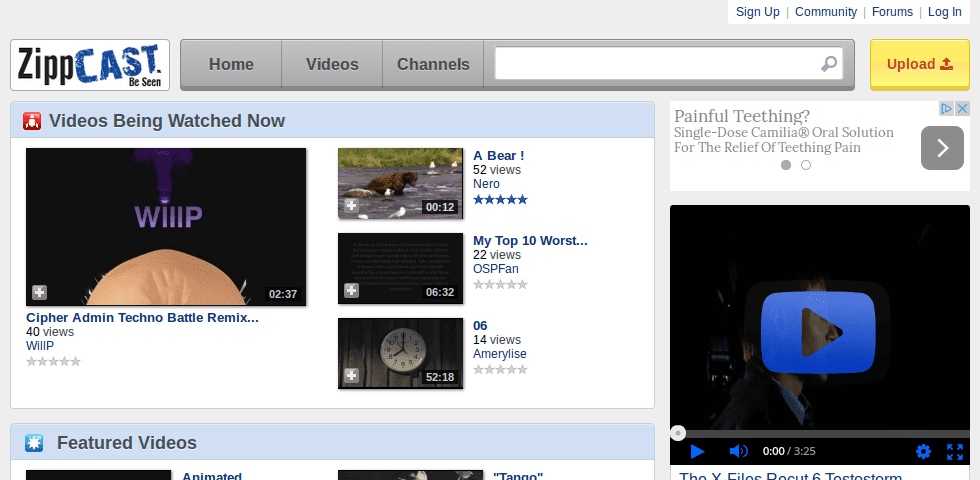 Sign Up | Community | Forums | Log In
ZippCAST.
Be Seen
Home
Videos
Channels
Upload
Videos Being Watched Now
WillP
02:37
Cipher Admin Techno Battle Remix...
40 views
WillP
00:12
A Bear !
52 views
Nero
06:32
My Top 10 Worst...
22 views
OSPFan
52:18
06
14 views
Amerylise
Painful Teething?
Single-Dose Camilia® Oral Solution
For The Relief Of Teething Pain
0:00 / 3:25
The X-Files Recut 6 Testostorm
Featured Videos
Animated
"Tango"